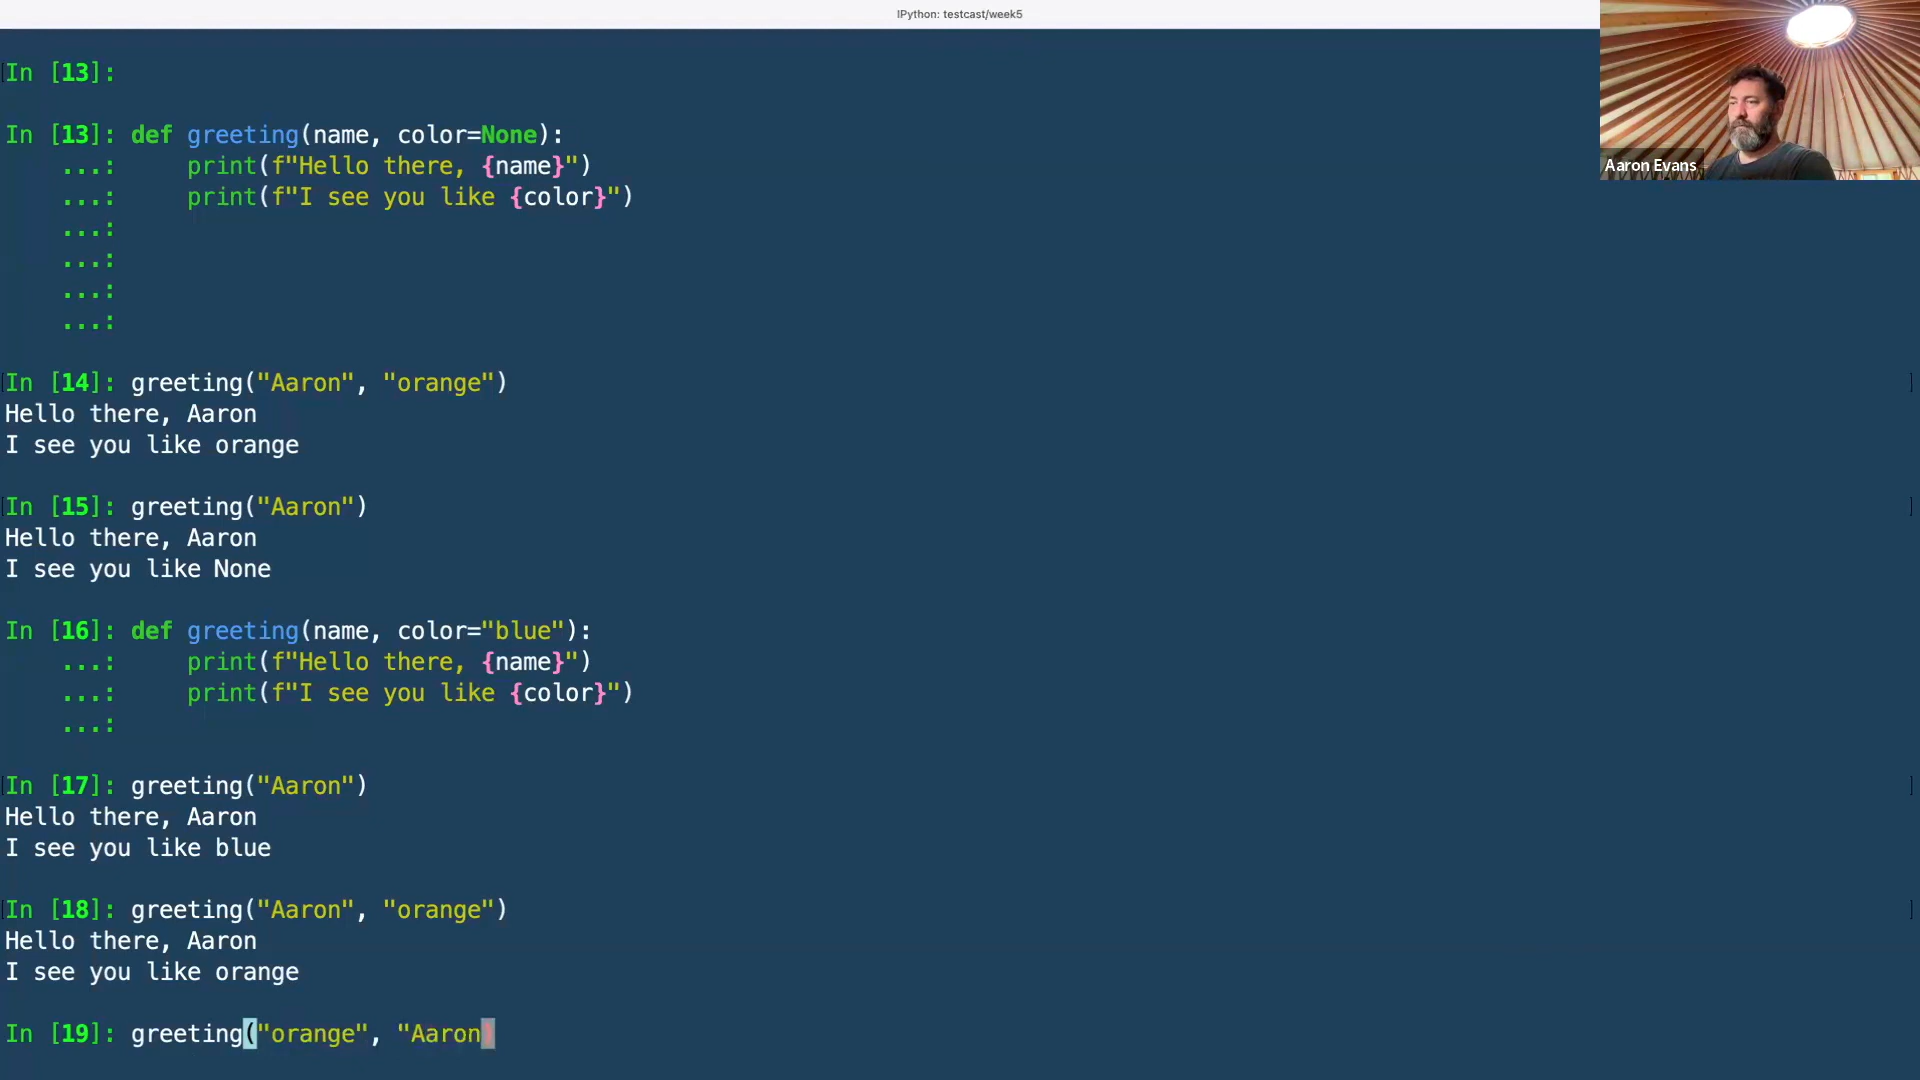 IPython: testcast/week5
Aaron Evans
In [13]:
In [13]: def greeting(name, color=None):
    ...:     print(f"Hello there, {name}")
    ...:     print(f"I see you like {color}")
    ...:
    ...:
    ...:
    ...:
In [14]: greeting("Aaron", "orange")
Hello there, Aaron
I see you like orange
In [15]: greeting("Aaron")
Hello there, Aaron
I see you like None
In [16]: def greeting(name, color="blue"):
    ...:     print(f"Hello there, {name}")
    ...:     print(f"I see you like {color}")
    ...:
In [17]: greeting("Aaron")
Hello there, Aaron
I see you like blue
In [18]: greeting("Aaron", "orange")
Hello there, Aaron
I see you like orange
In [19]: greeting("orange", "Aaron)